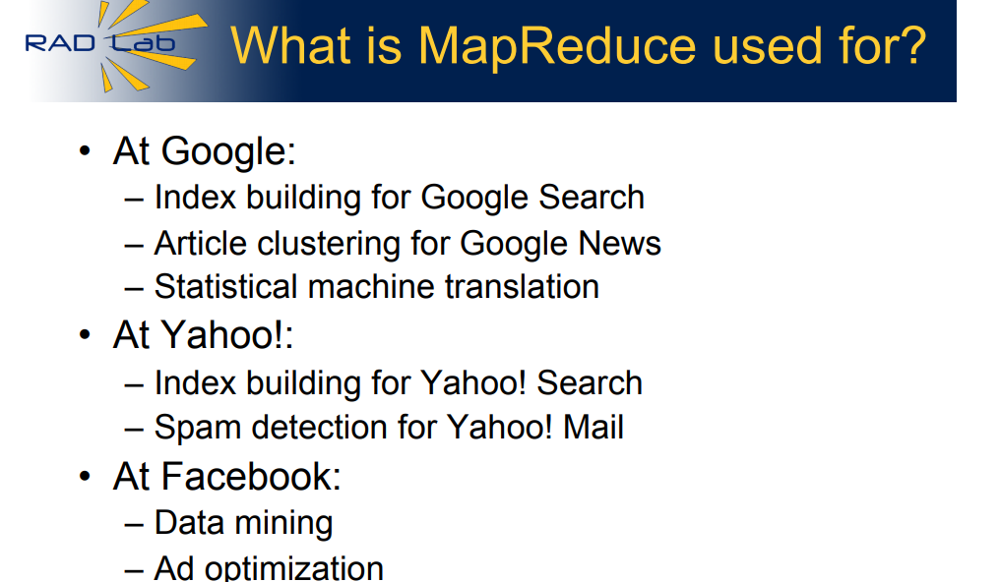 RAD Lab
What is MapReduce used for?
• At Google:
– Index building for Google Search
– Article clustering for Google News
– Statistical machine translation
• At Yahoo!:
– Index building for Yahoo! Search
– Spam detection for Yahoo! Mail
• At Facebook:
– Data mining
– Ad optimization